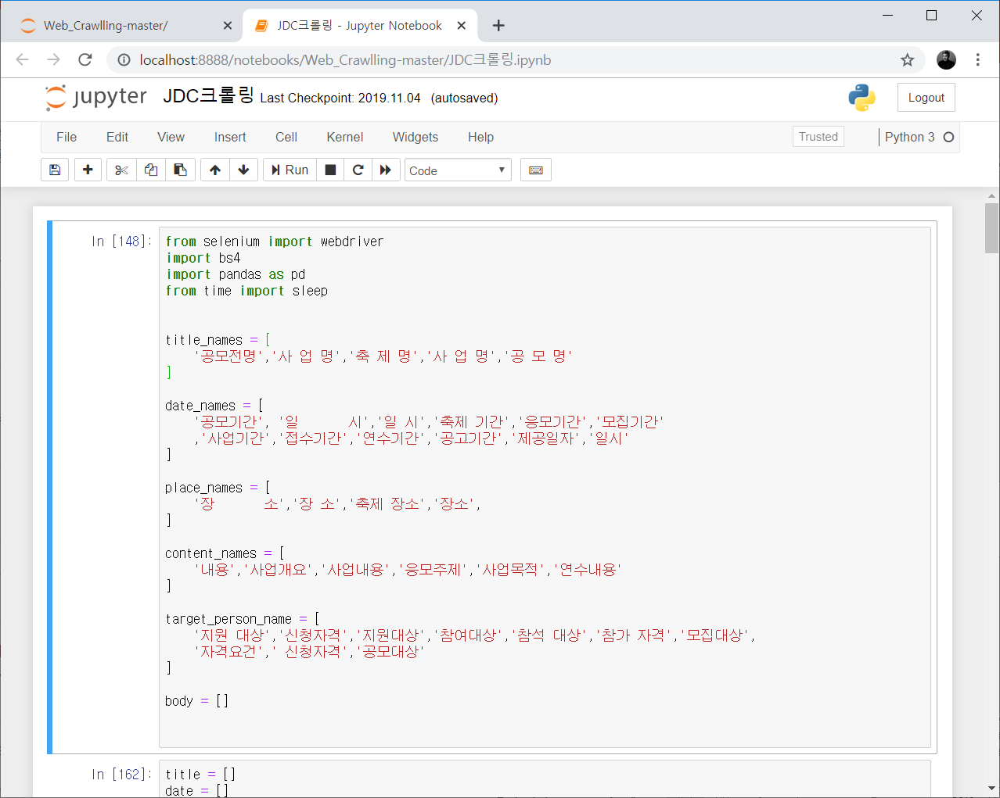 Web_Crawlling-master/
JDC크롤링 - Jupyter Notebook
localhost:8888/notebooks/Web_Crawlling-master/JDC크롤링.ipynb
jupyter JDC크롤링 Last Checkpoint: 2019.11.04 (autosaved)
Logout
File Edit View Insert Cell Kernel Widgets Help
Trusted
Python 3
Run
Code
In [148]:
from selenium import webdriver
import bs4
import pandas as pd
from time import sleep
title_names = [
'공모전명','사 업 명','축 제 명','사 업 명','공 모 명'
]
date_names = [
'공모기간', '일       시','일 시','축제 기간','응모기간','모집기간'
,'사업기간','접수기간','연수기간','공고기간','제공일자','일시'
]
place_names = [
'장       소','장 소','축제 장소','장소',
]
content_names = [
'내용','사업개요','사업내용','응모주제','사업목적','연수내용'
]
target_person_name = [
'지원 대상','신청자격','지원대상','참여대상','참석 대상','참가 자격','모집대상',
'자격요건',' 신청자격','공모대상'
]
body = []
In [162]:
title = []
date = []